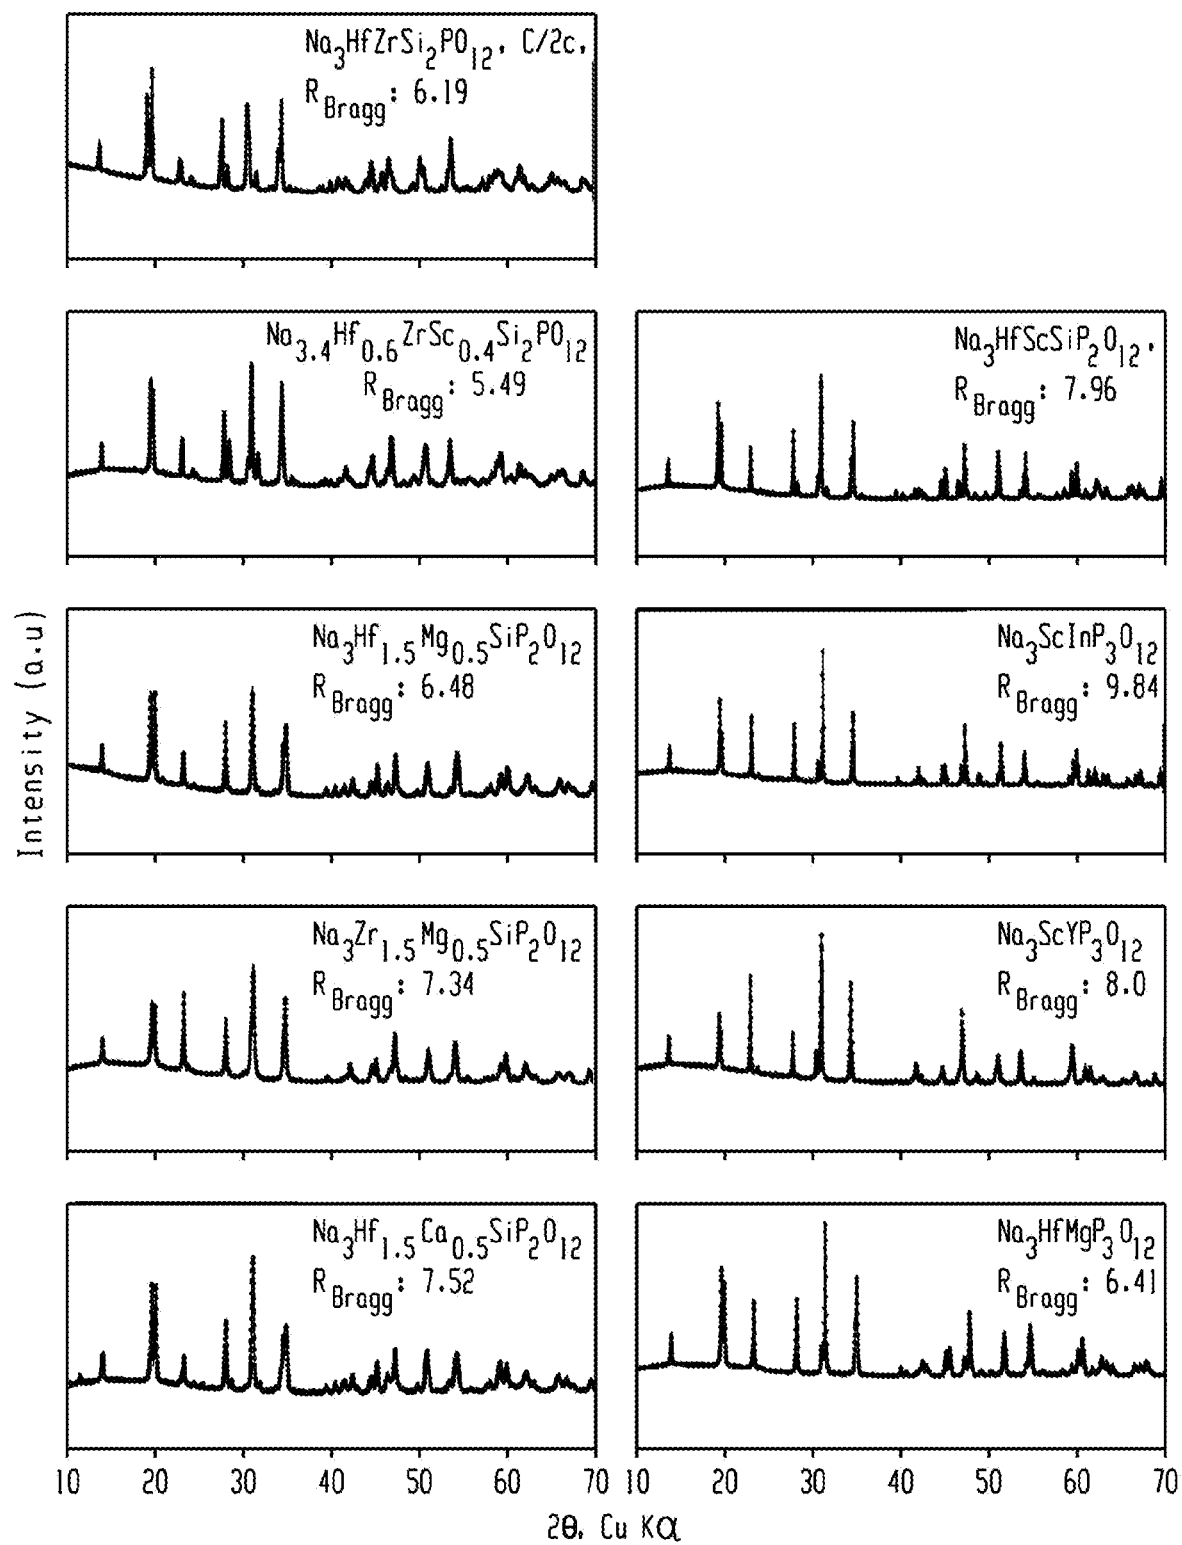 Na3HfZrSi2PO12, C/2c,
RBragg: 6.19
Na3.4Hf0.6ZrSc0.4Si2PO12
RBragg: 5.49
Na3HfScSiP2O12,
RBragg: 7.96
Na3Hf1.5Mg0.5SiP2O12
RBragg: 6.48
Na3ScInP3O12
RBragg: 9.84
Intensity (a.u)
Na3Zr1.5Mg0.5SiP2O12
RBragg: 7.34
Na3ScYP3O12
RBragg: 8.0
Na3Hf1.5Ca0.5SiP2O12
RBragg: 7.52
Na3HfMgP3O12
RBragg: 6.41
10 20 30 40 50 60 70 10 20 30 40 50 60 70
2θ, Cu Kα